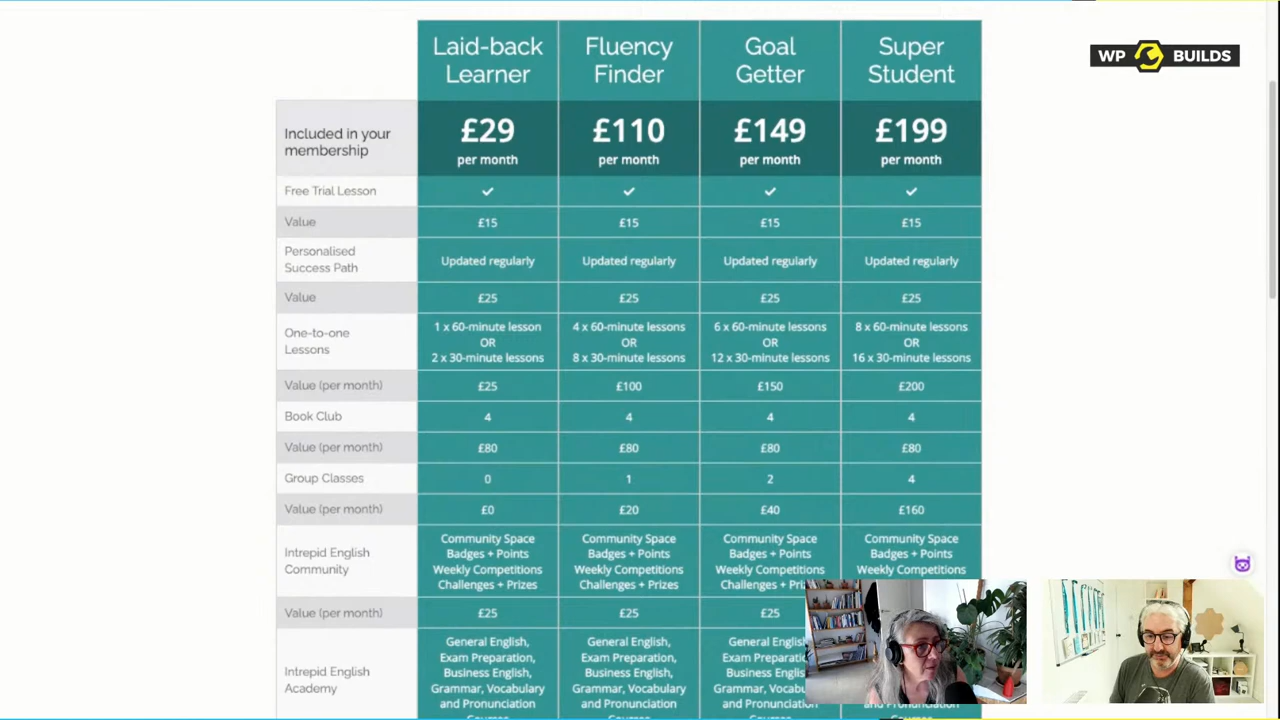 WP BUILDS
Laid-back Learner
Fluency Finder
Goal Getter
Super Student
Included in your membership
£29 per month
£110 per month
£149 per month
£199 per month
Free Trial Lesson
Value £15 £15 £15 £15
Personalised Success Path
Updated regularly Updated regularly Updated regularly Updated regularly
Value £25 £25 £25 £25
One-to-one Lessons
1 x 60-minute lesson OR 2 x 30-minute lessons
4 x 60-minute lessons OR 8 x 30-minute lessons
6 x 60-minute lessons OR 12 x 30-minute lessons
8 x 60-minute lessons OR 16 x 30-minute lessons
Value (per month) £25 £100 £150 £200
Book Club 4 4 4 4
Value (per month) £80 £80 £80 £80
Group Classes 0 1 2 4
Value (per month) £0 £20 £40 £160
Intrepid English Community
Community Space Badges + Points Weekly Competitions Challenges + Prizes
Community Space Badges + Points Weekly Competitions Challenges + Prizes
Community Space Badges + Points Weekly Competitions Challenges +
Community Space Badges + Points Weekly Competitions
Value (per month) £25 £25 £25
Intrepid English Academy
General English, Exam Preparation, Business English, Grammar, Vocabulary and Pronunciation
General English, Exam Preparation, Business English, Grammar, Vocabulary and Pronunciation
General Exam Business Grammar, and